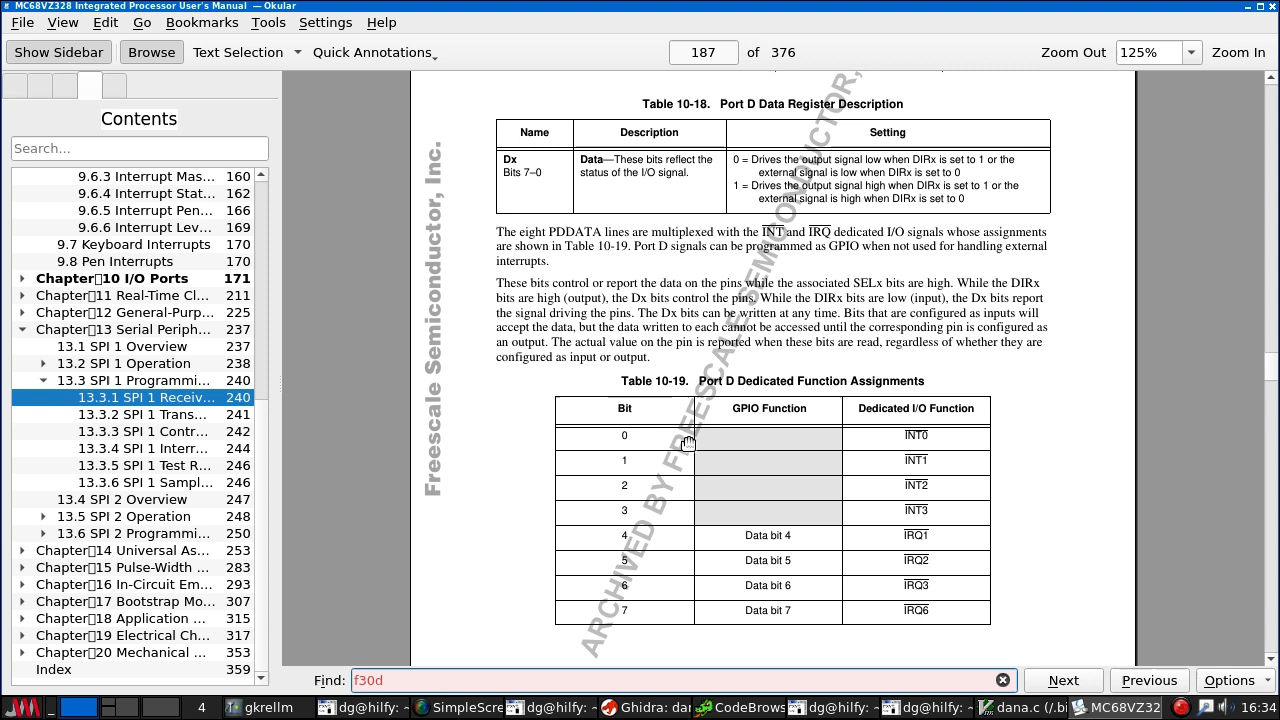 MC68VZ328 Integrated Processor User's Manual — Okular
File View Edit Go Bookmarks Tools Settings Help
Show Sidebar Browse Text Selection Quick Annotations 187 of 376 Zoom Out 125% Zoom In
Contents
Search...
9.6.3 Interrupt Mas... 160
9.6.4 Interrupt Stat... 162
9.6.5 Interrupt Pen... 166
9.6.6 Interrupt Lev... 169
9.7 Keyboard Interrupts 170
9.8 Pen Interrupts 170
Chapter 10 I/O Ports 171
Chapter 11 Real-Time Cl... 211
Chapter 12 General-Purp... 225
Chapter 13 Serial Periph... 237
13.1 SPI 1 Overview 237
13.2 SPI 1 Operation 238
13.3 SPI 1 Programmi... 240
13.3.1 SPI 1 Receiv... 240
13.3.2 SPI 1 Trans... 241
13.3.3 SPI 1 Contr... 242
13.3.4 SPI 1 Interr... 244
13.3.5 SPI 1 Test R... 246
13.3.6 SPI 1 Sampl... 246
13.4 SPI 2 Overview 247
13.5 SPI 2 Operation 248
13.6 SPI 2 Programmi... 250
Chapter 14 Universal As... 253
Chapter 15 Pulse-Width ... 283
Chapter 16 In-Circuit Em... 293
Chapter 17 Bootstrap Mo... 307
Chapter 18 Application ... 315
Chapter 19 Electrical Ch... 317
Chapter 20 Mechanical ... 353
Index 359
Freescale Semiconductor, Inc.
ARCHIVED BY FREESCALE SEMICONDUCTOR,
Table 10-18. Port D Data Register Description
Name Description Setting
Dx Data—These bits reflect the 0 = Drives the output signal low when DIRx is set to 1 or the
Bits 7–0 status of the I/O signal. external signal is low when DIRx is set to 0
1 = Drives the output signal high when DIRx is set to 1 or the
external signal is high when DIRx is set to 0
The eight PDDATA lines are multiplexed with the INT and IRQ dedicated I/O signals whose assignments
are shown in Table 10-19. Port D signals can be programmed as GPIO when not used for handling external
interrupts.
These bits control or report the data on the pins while the associated SELx bits are high. While the DIRx
bits are high (output), the Dx bits control the pins. While the DIRx bits are low (input), the Dx bits report
the signal driving the pins. The Dx bits can be written at any time. Bits that are configured as inputs will
accept the data, but the data written to each cannot be accessed until the corresponding pin is configured as
an output. The actual value on the pin is reported when these bits are read, regardless of whether they are
configured as input or output.
Table 10-19. Port D Dedicated Function Assignments
Bit GPIO Function Dedicated I/O Function
0 INT0
1 INT1
2 INT2
3 INT3
4 Data bit 4 IRQ1
5 Data bit 5 IRQ2
6 Data bit 6 IRQ3
7 Data bit 7 IRQ6
Find: f30d Next Previous Options
4 gkrellm dg@hilfy: ~ SimpleScre dg@hilfy: ~ Ghidra: dar CodeBrows dg@hilfy: ~ dg@hilfy: ~ dana.c (~/bi MC68VZ32 16:34